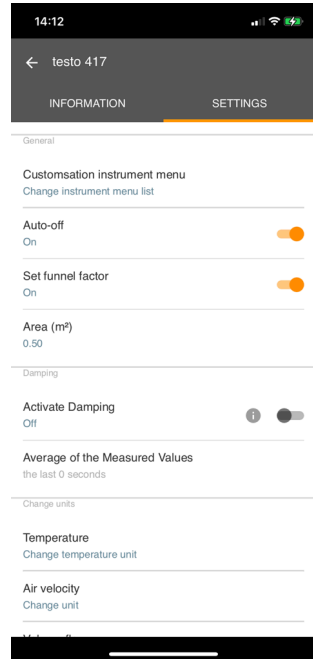 14:12
testo 417
INFORMATION SETTINGS
General
Customsation instrument menu
Change instrument menu list
Auto-off
On
Set funnel factor
On
Area (m²)
0.50
Damping
Activate Damping
Off
Average of the Measured Values
the last 0 seconds
Change units
Temperature
Change temperature unit
Air velocity
Change unit